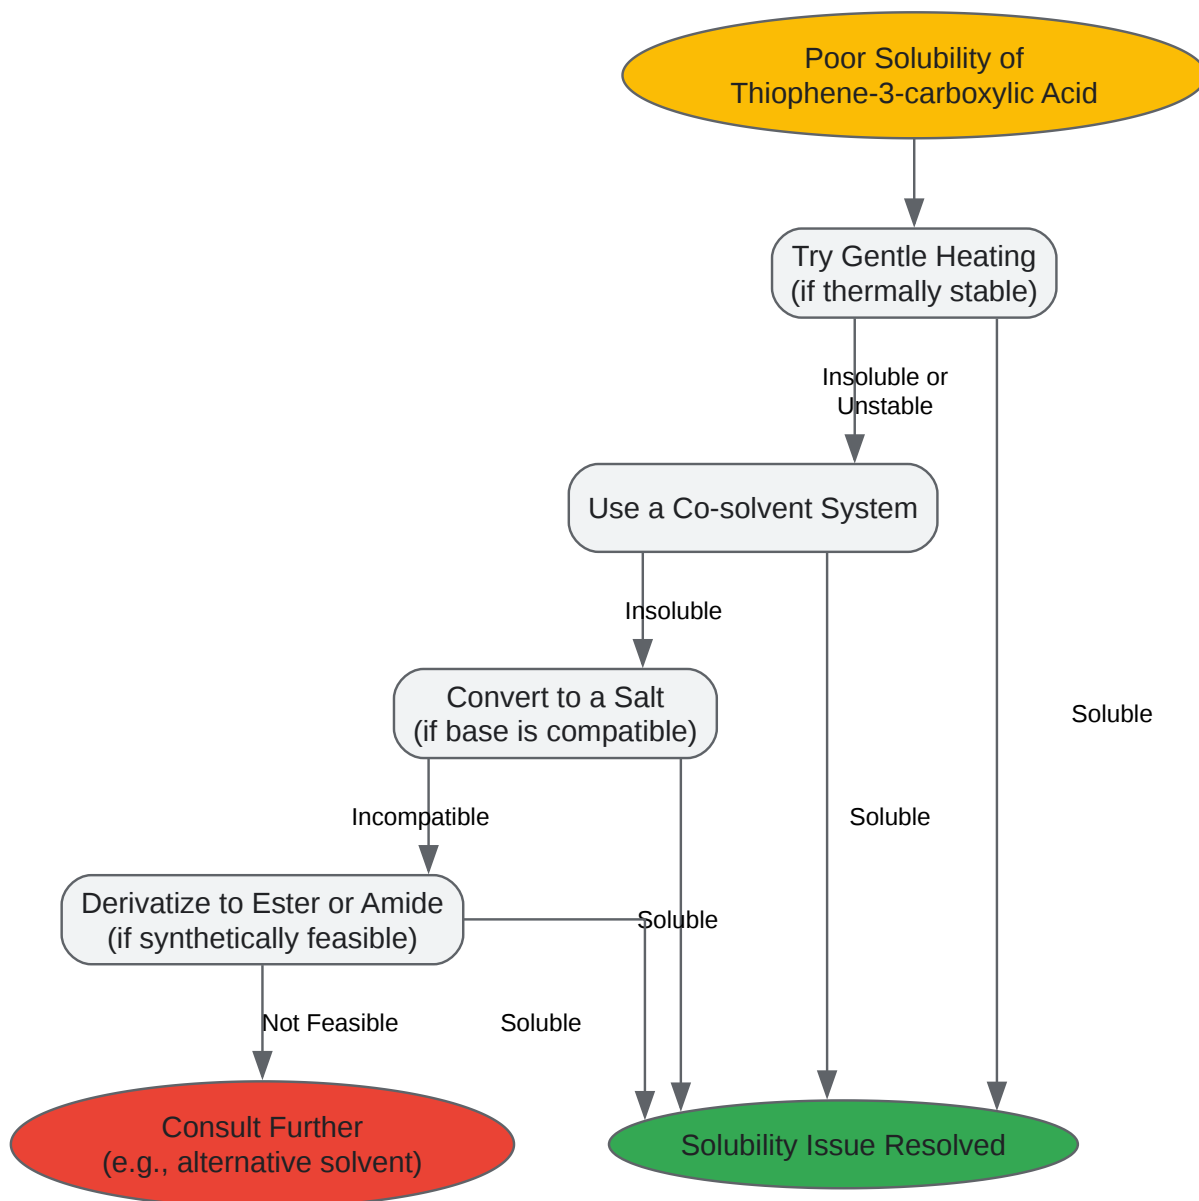 Poor Solubility of
Thiophene-3-carboxylic Acid
Try Gentle Heating
(if thermally stable)
Insoluble or
Unstable
Use a Co-solvent System
Insoluble
Convert to a Salt
(if base is compatible)
Soluble
Incompatible
Soluble
Derivatize to Ester or Amide
(if synthetically feasible)
Soluble
Not Feasible
Soluble
Consult Further
(e.g., alternative solvent)
Solubility Issue Resolved